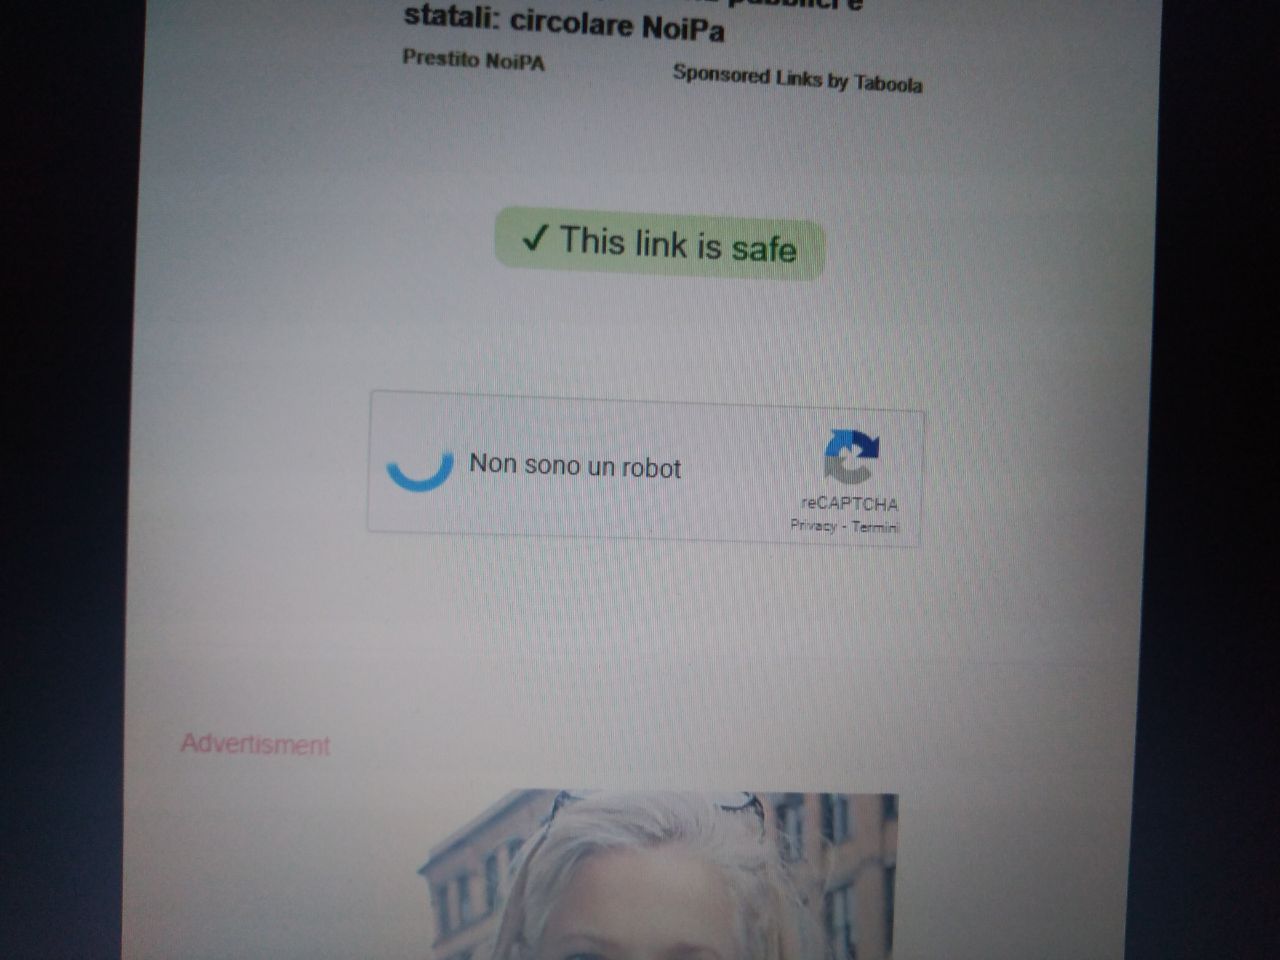 pubblici e
statali: circolare NoiPa
Prestito NoiPA
Sponsored Links by Taboola
✓ This link is safe
Non sono un robot
reCAPTCHA
Privacy - Termini
Advertisment